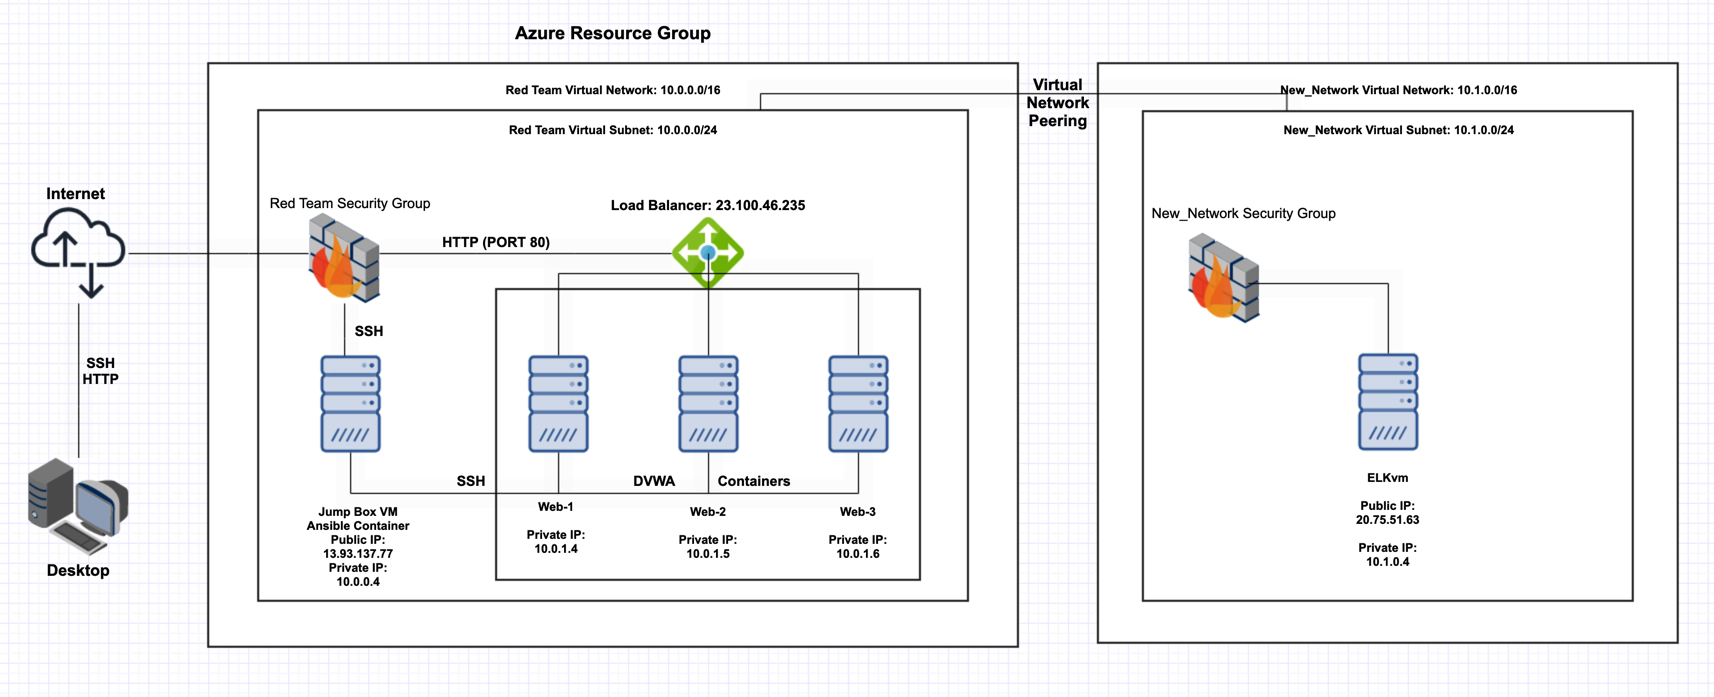 Azure Resource Group
Red Team Virtual Network: 10.0.0.0/16
Virtual
Network
Peering
New_Network Virtual Network: 10.1.0.0/16
Red Team Virtual Subnet: 10.0.0.0/24
New_Network Virtual Subnet: 10.1.0.0/24
Internet
Red Team Security Group
Load Balancer: 23.100.46.235
New_Network Security Group
HTTP (PORT 80)
SSH
SSH
HTTP
SSH
DVWA
Containers
Desktop
Jump Box VM
Ansible Container
Public IP:
13.93.137.77
Private IP:
10.0.0.4
Web-1
Private IP:
10.0.1.4
Web-2
Private IP:
10.0.1.5
Web-3
Private IP:
10.0.1.6
ELKvm
Public IP:
20.75.51.63
Private IP:
10.1.0.4